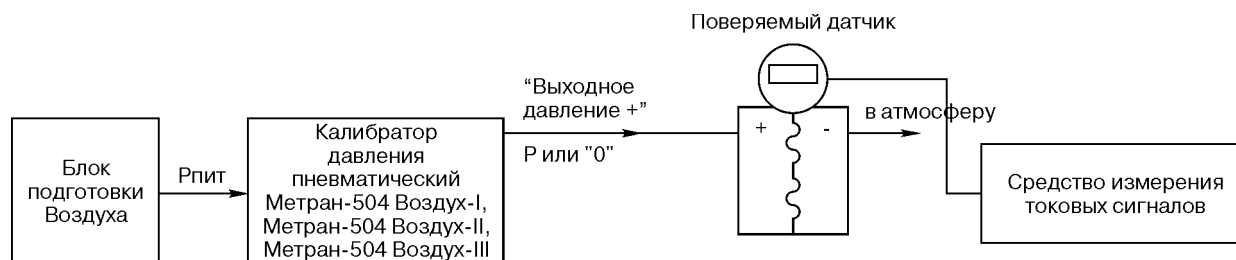 Поверяемый датчик
“Выходное
давление +”
в атмосферу
+
-
Р или "0"
Блок
подготовки
Воздуха
Рпит
Калибратор
давления
пневматический
Метран-504 Воздух-I,
Метран-504 Воздух-II,
Метран-504 Воздух-III
Средство измерения
токовых сигналов